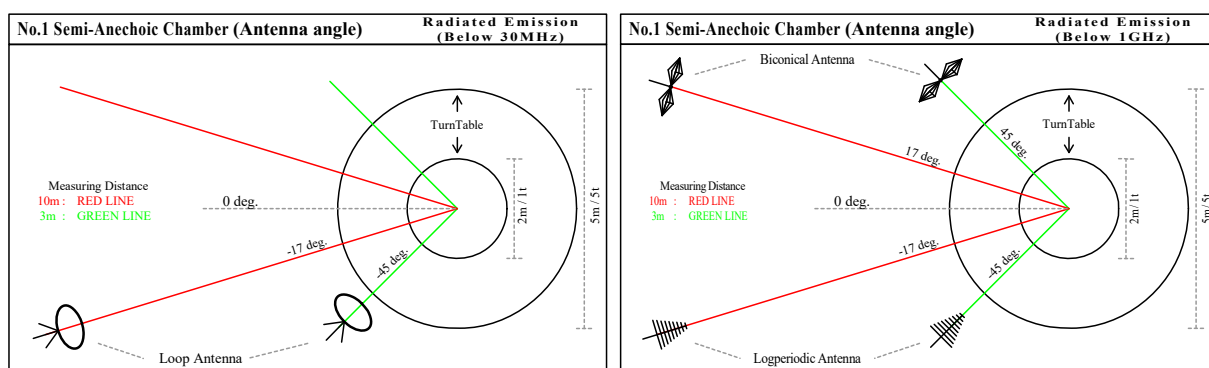 No.1 Semi-Anechoic Chamber (Antenna angle)
Radiated Emission
(Below 30MHz)
TurnTable
Measuring Distance
10m : RED LINE
3m : GREEN LINE
0 deg.
2m / 1t
5m / 5t
-17 deg.
-45 deg.
Loop Antenna
No.1 Semi-Anechoic Chamber (Antenna angle)
Radiated Emission
(Below 1GHz)
Biconical Antenna
45 deg.
TurnTable
17 deg.
Measuring Distance
10m : RED LINE
3m : GREEN LINE
0 deg.
2m / 1t
5m / 5t
-17 deg.
-45 deg.
Logperiodic Antenna